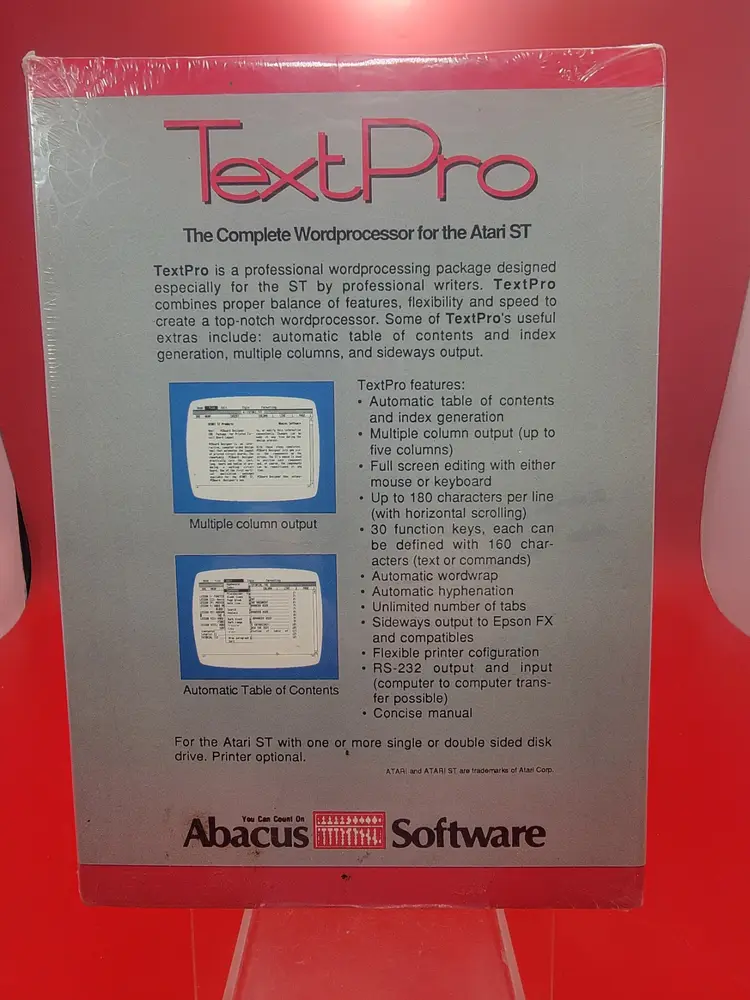 TextPro
The Complete Wordprocessor for the Atari ST
TextPro is a professional wordprocessing package designed
especially for the ST by professional writers. TextPro
combines proper balance of features, flexibility and speed to
create a top-notch wordprocessor. Some of TextPro's useful
extras include: automatic table of contents and index
generation, multiple columns, and sideways output.
Multiple column output
Automatic Table of Contents
TextPro features:
• Automatic table of contents
and index generation
• Multiple column output (up to
five columns)
• Full screen editing with either
mouse or keyboard
• Up to 180 characters per line
(with horizontal scrolling)
• 30 function keys, each can
be defined with 160 char-
acters (text or commands)
• Automatic wordwrap
• Automatic hyphenation
• Unlimited number of tabs
• Sideways output to Epson FX
and compatibles
• Flexible printer cofiguration
• RS-232 output and input
(computer to computer trans-
fer possible)
• Concise manual
For the Atari ST with one or more single or double sided disk
drive. Printer optional.
ATARI and ATARI ST are trademarks of Atari Corp.
You Can Count On
Abacus Software